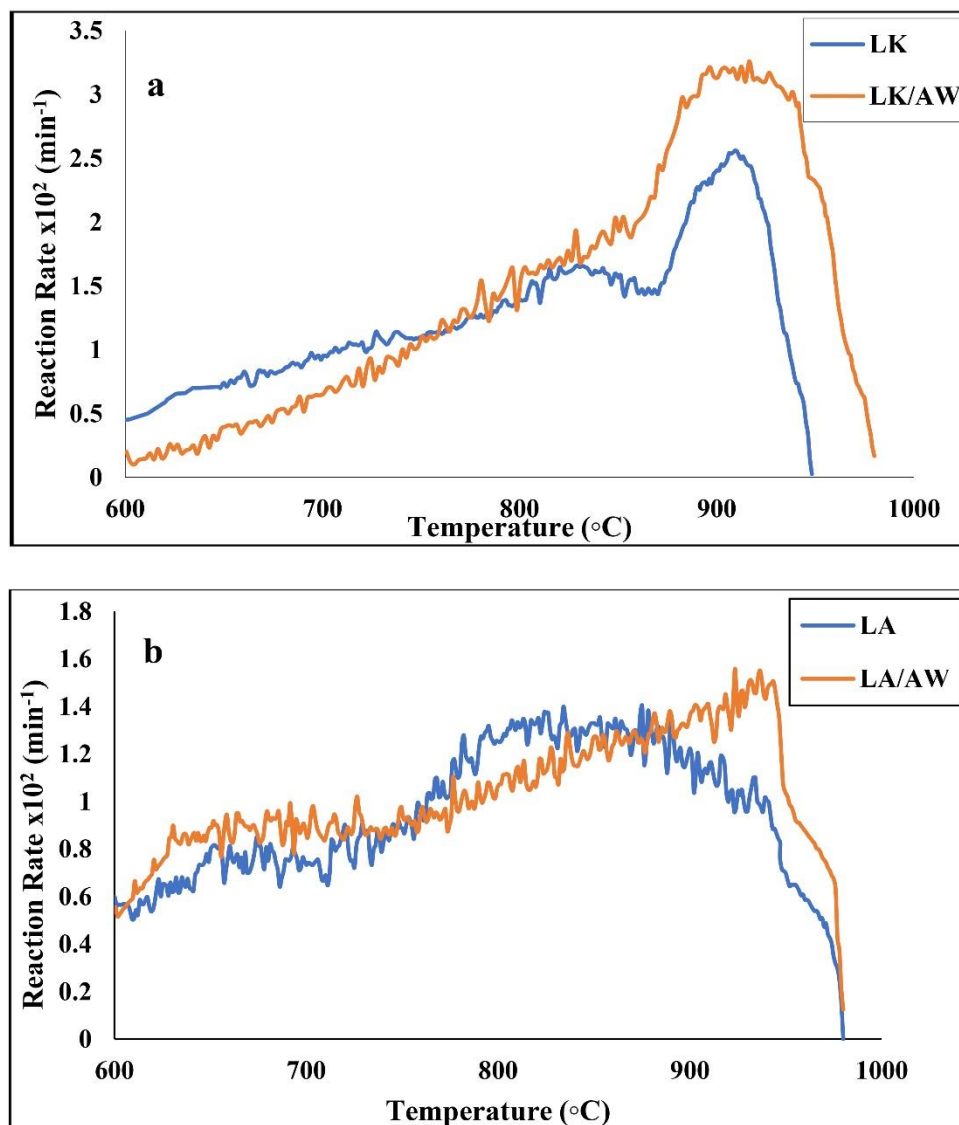 a
LK
LK/AW
Reaction Rate x10² (min⁻¹)
3.5
3
2.5
2
1.5
1
0.5
0
600 700 800 900 1000
Temperature (◦C)
b
LA
LA/AW
Reaction Rate x10² (min⁻¹)
1.8
1.6
1.4
1.2
1
0.8
0.6
0.4
0.2
0
600 700 800 900 1000
Temperature (◦C)